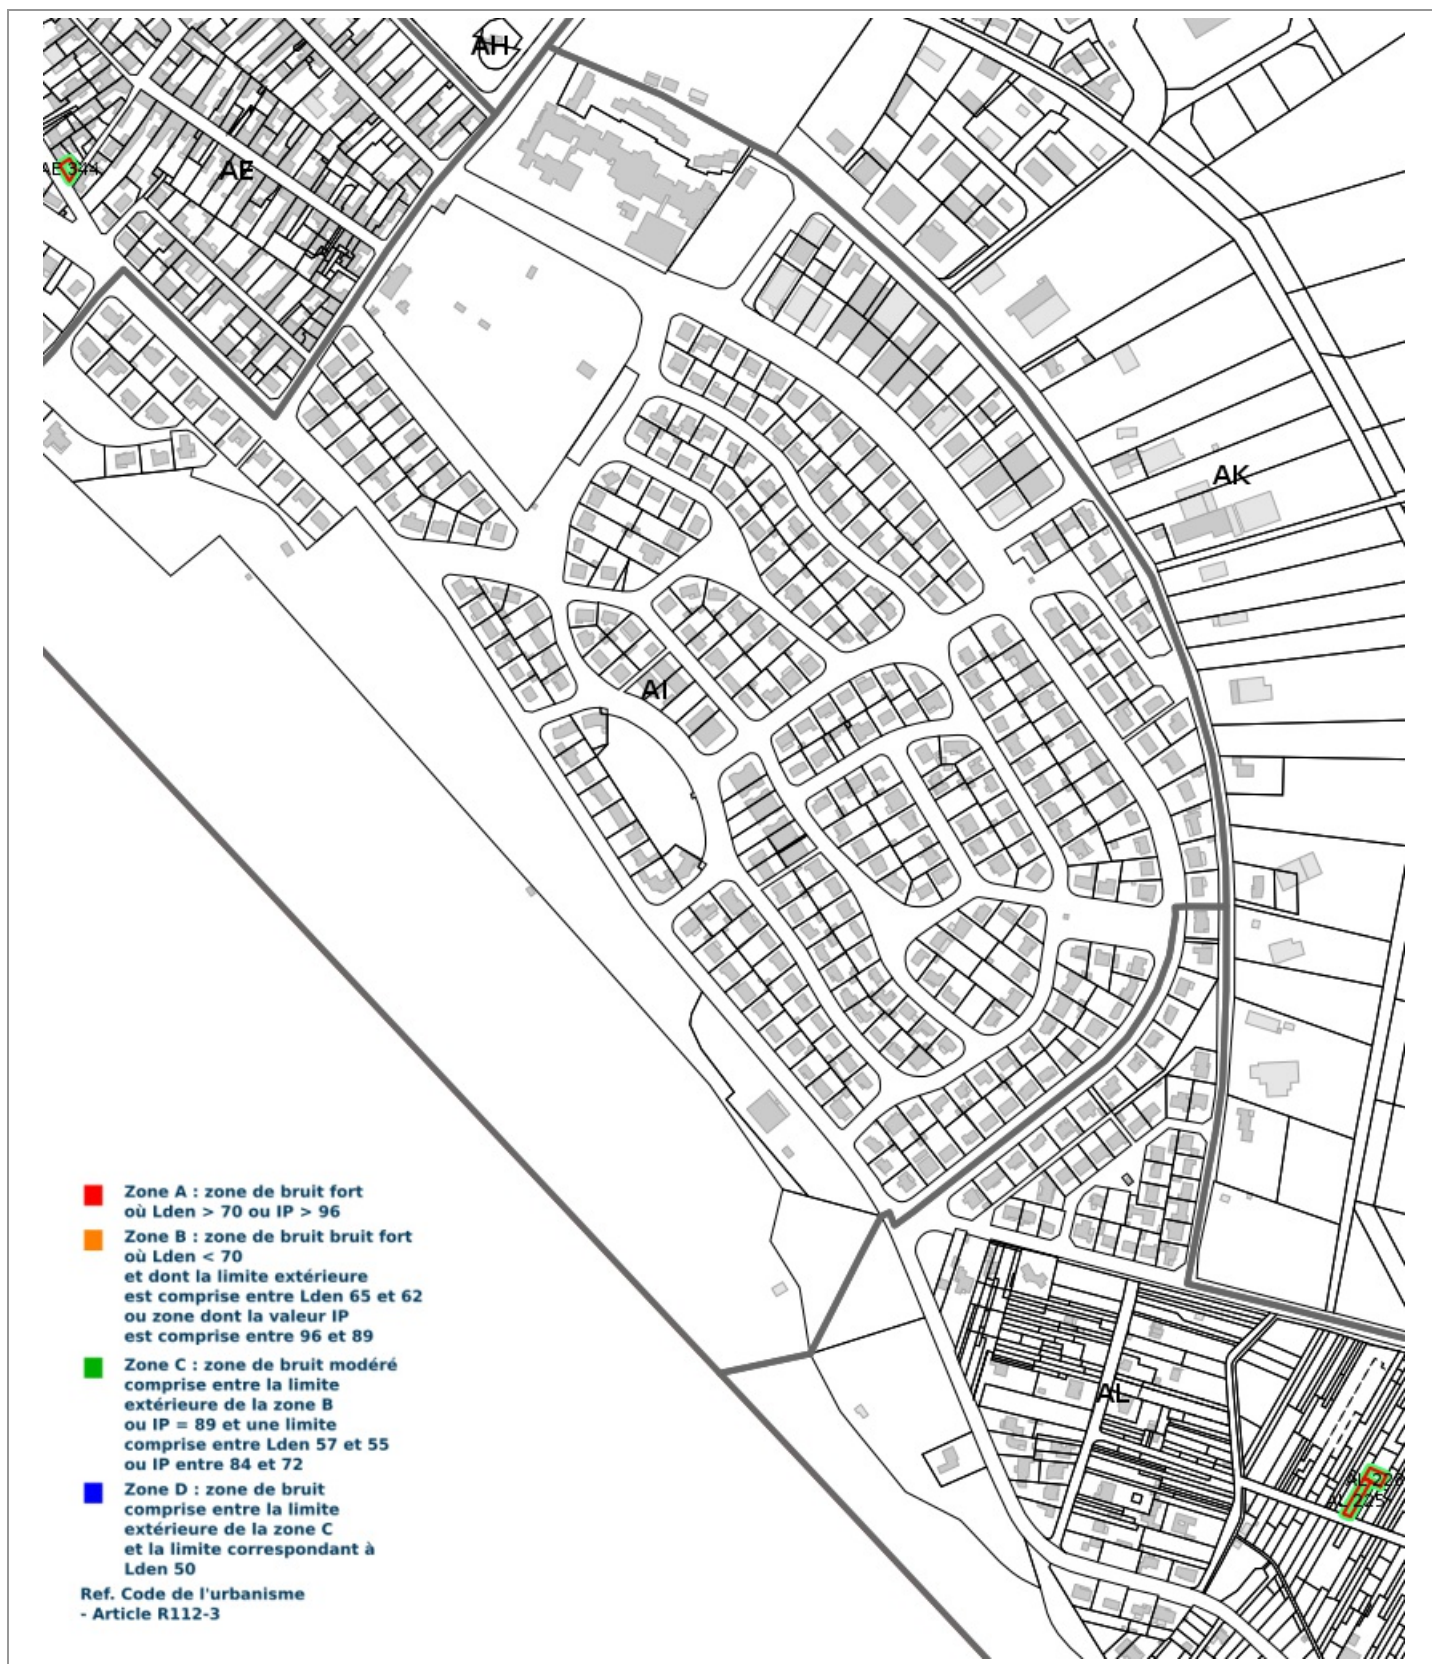 AH
AE 344
AE
AK
AI
Zone A : zone de bruit fort
où Lden > 70 ou IP > 96
Zone B : zone de bruit bruit fort
où Lden < 70
et dont la limite extérieure
est comprise entre Lden 65 et 62
ou zone dont la valeur IP
est comprise entre 96 et 89
Zone C : zone de bruit modéré
comprise entre la limite
extérieure de la zone B
ou IP = 89 et une limite
comprise entre Lden 57 et 55
ou IP entre 84 et 72
AL
Zone D : zone de bruit
comprise entre la limite
extérieure de la zone C
et la limite correspondant à
Lden 50
AL 225
Ref. Code de l'urbanisme
- Article R112-3